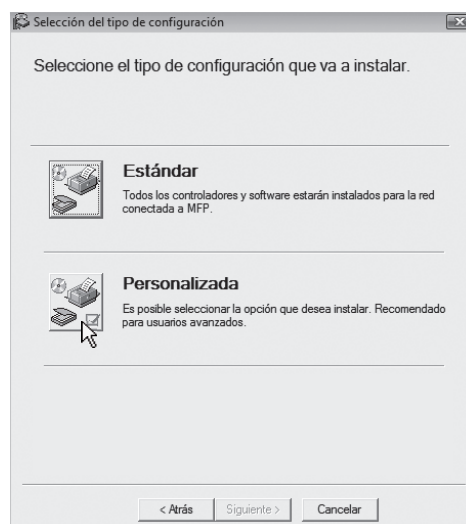 Selección del tipo de configuración
Seleccione el tipo de configuración que va a instalar.
Estándar
Todos los controladores y software estarán instalados para la red
conectada a MFP.
Personalizada
Es posible seleccionar la opción que desea instalar. Recomendado
para usuarios avanzados.
< Atrás Siguiente > Cancelar